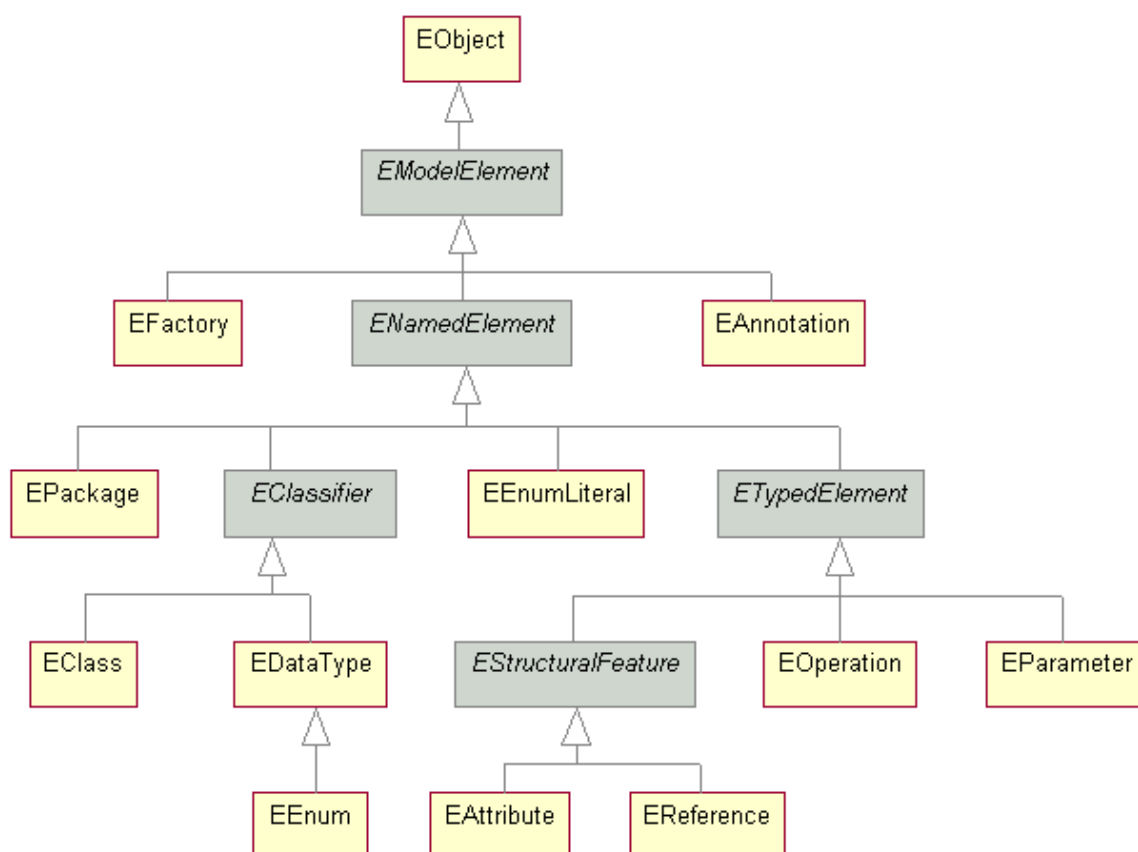 EObject
EModelElement
EFactory
ENamedElement
EAnnotation
EPackage
EClassifier
EEnumLiteral
ETypedElement
EClass
EDataType
EStructuralFeature
EOperation
EParameter
EEnum
EAttribute
EReference